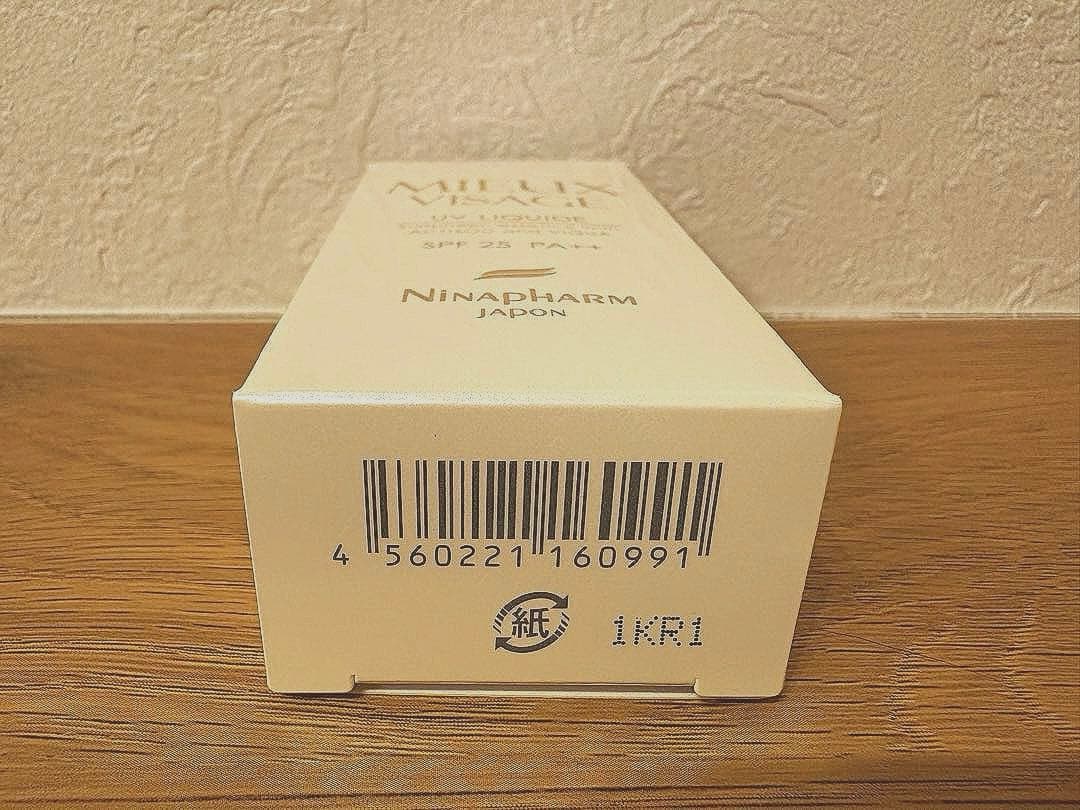 MILUX
VISAGE
UV LIQUIDE
SPF 25 PA++
NINAPHARM
JAPON
4 560221 160991
紙
1KR1